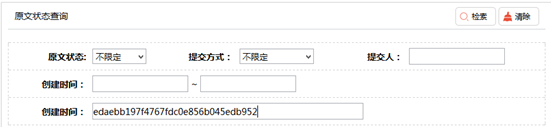 原文状态查询 检索 清除
原文状态: 不限定 提交方式: 不限定 提交人:
创建时间: ~
创建时间: edaebb197f4767fdc0e856b045edb952